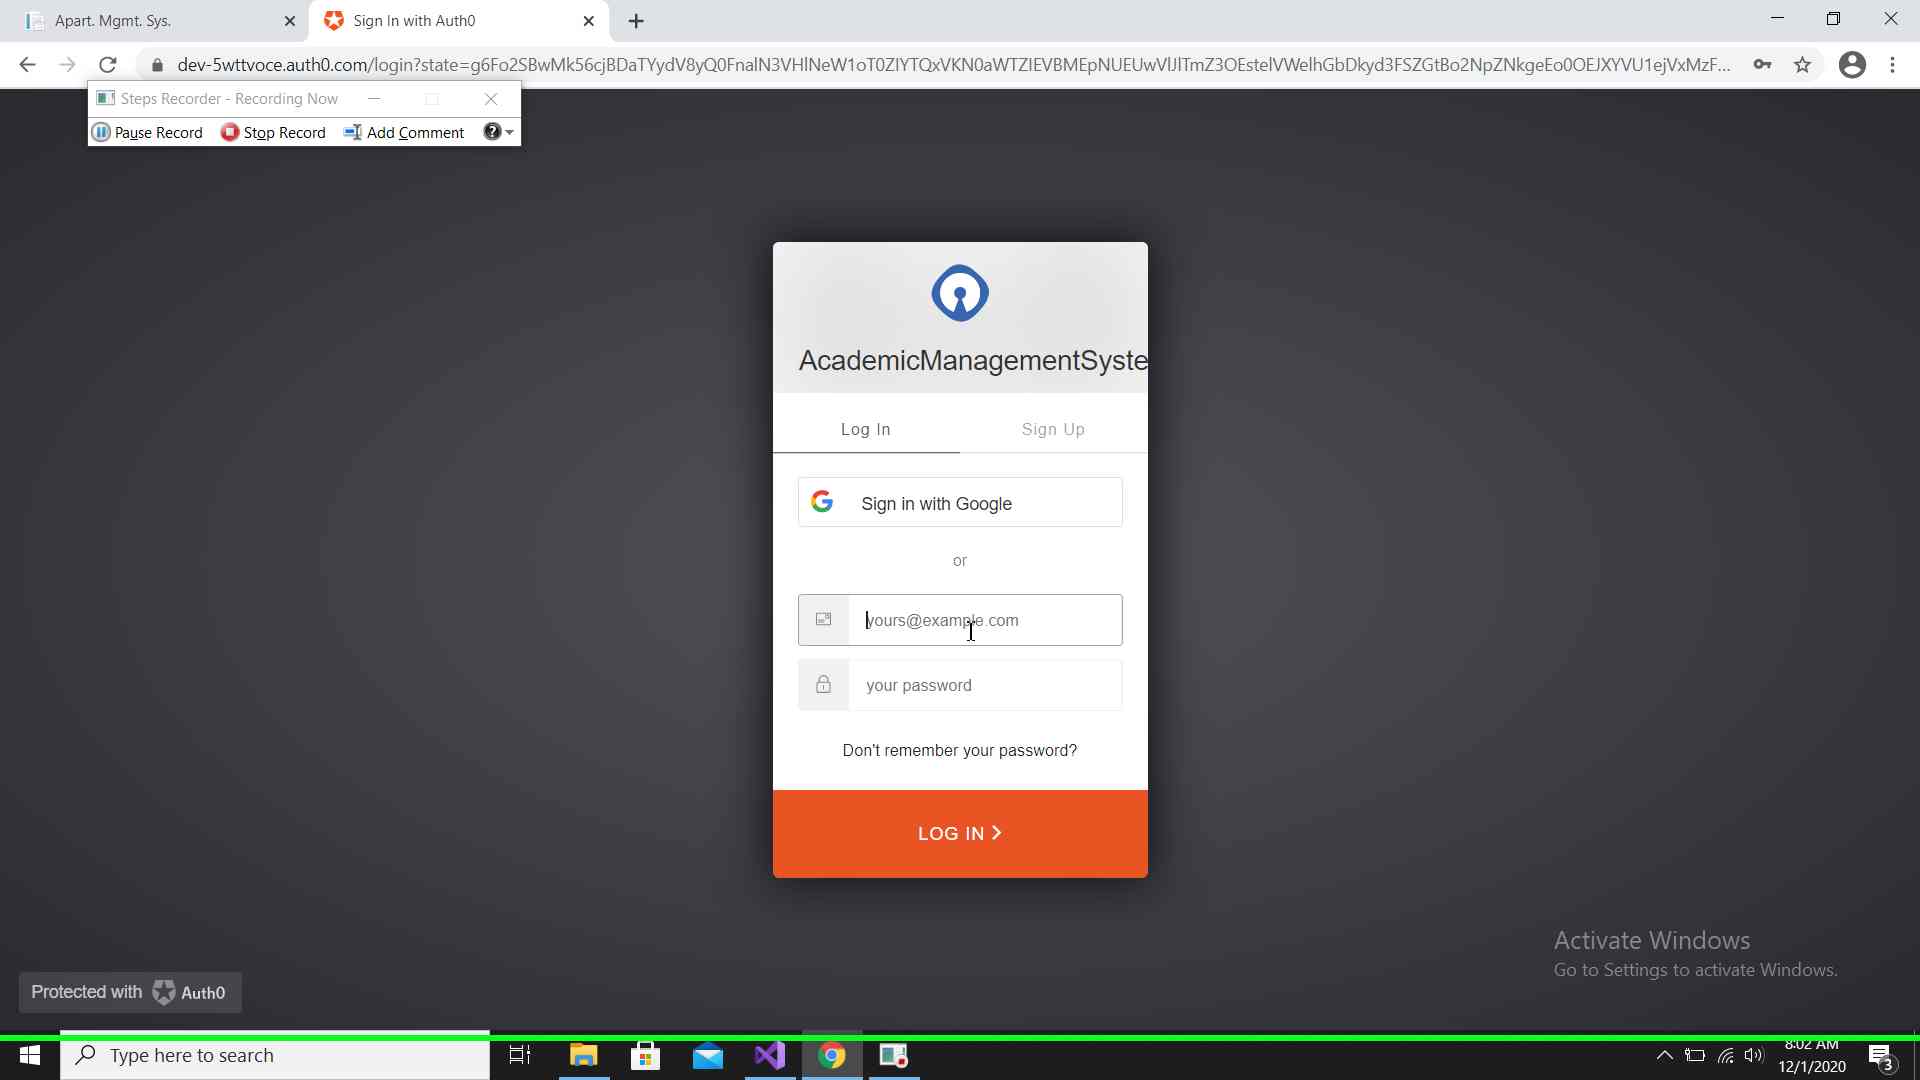 Apart. Mgmt. Sys.
Sign In with Auth0
dev-5wttvoce.auth0.com/login?state=
Steps Recorder - Recording Now
Pause Record
Stop Record
Add Comment
AcademicManagementSyste
Log In
Sign Up
Sign in with Google
or
yours@example.com
your password
Don't remember your password?
LOG IN
Activate Windows
Go to Settings to activate Windows.
Protected with Auth0
Type here to search
8:02 AM
12/1/2020
3